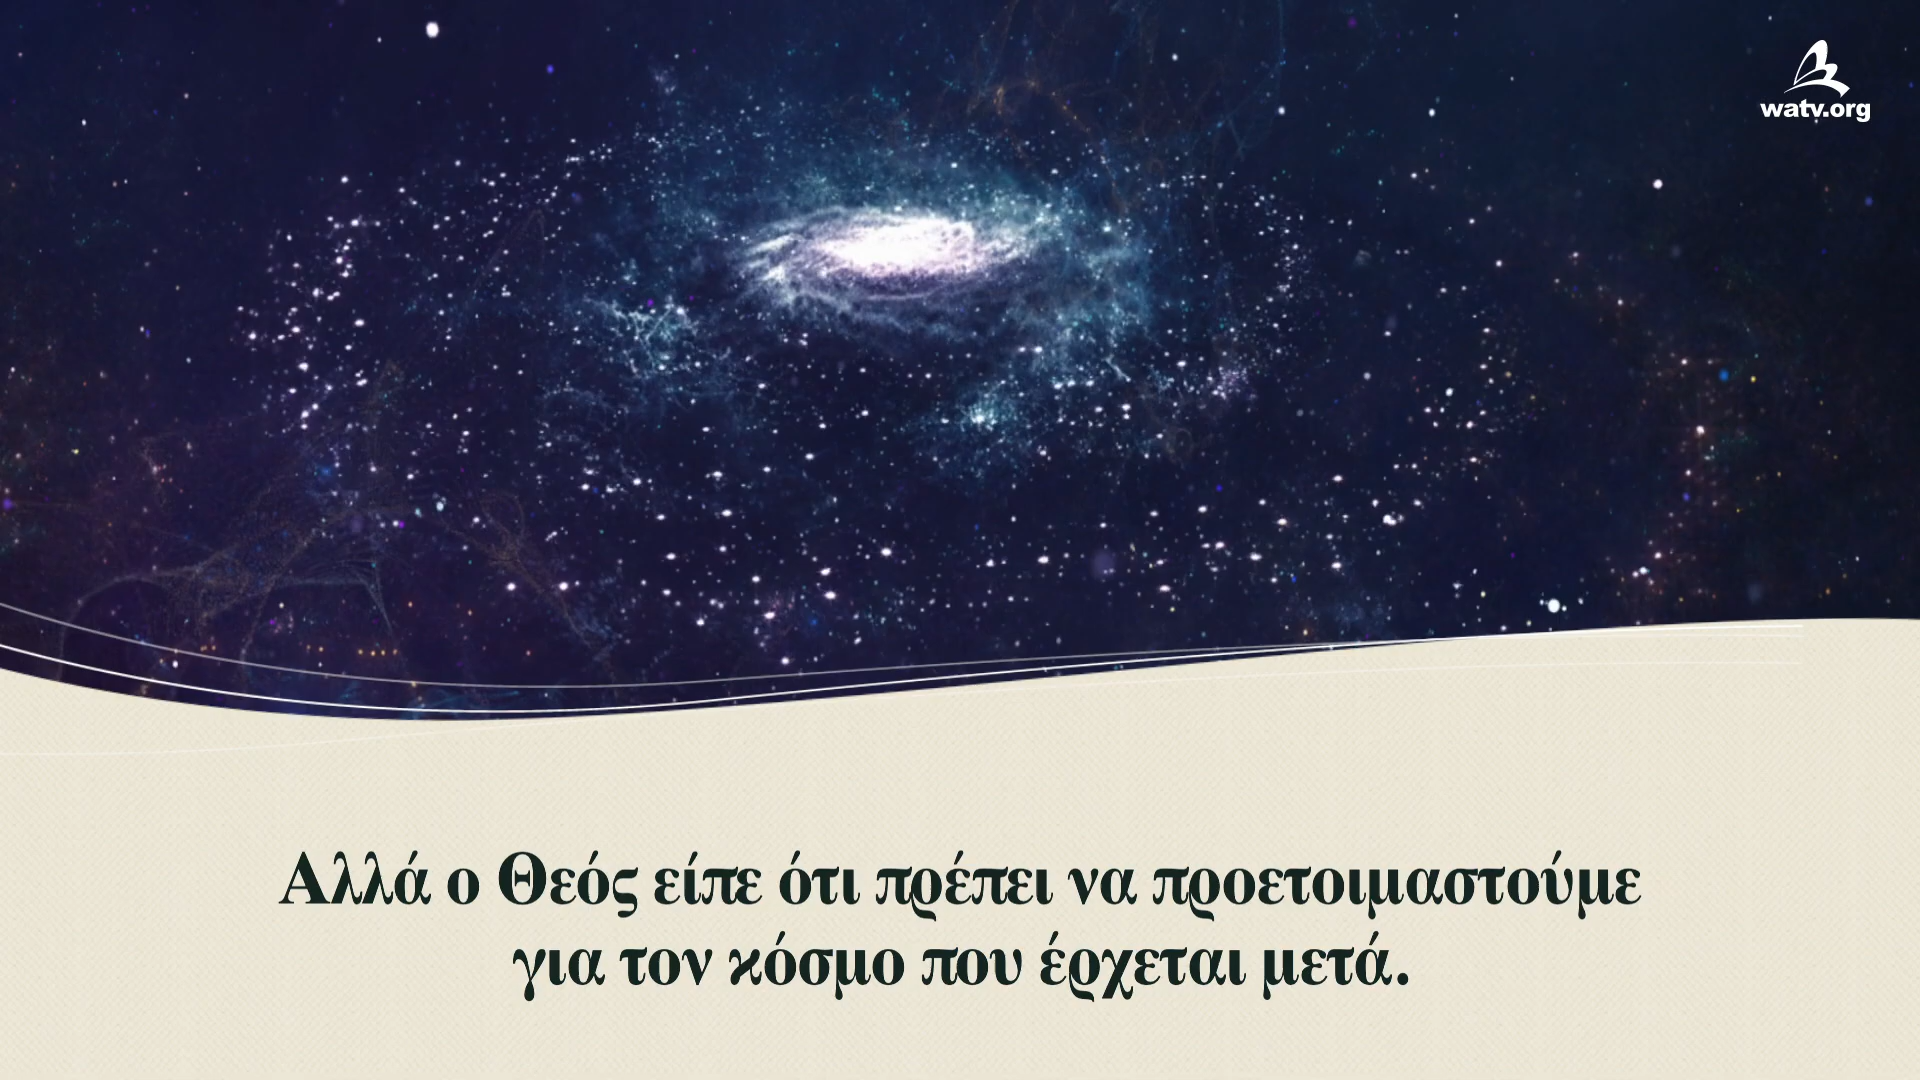 watv.org
Αλλά ο Θεός είπε ότι πρέπει να προετοιμαστούμε
για τον κόσμο που έρχεται μετά.